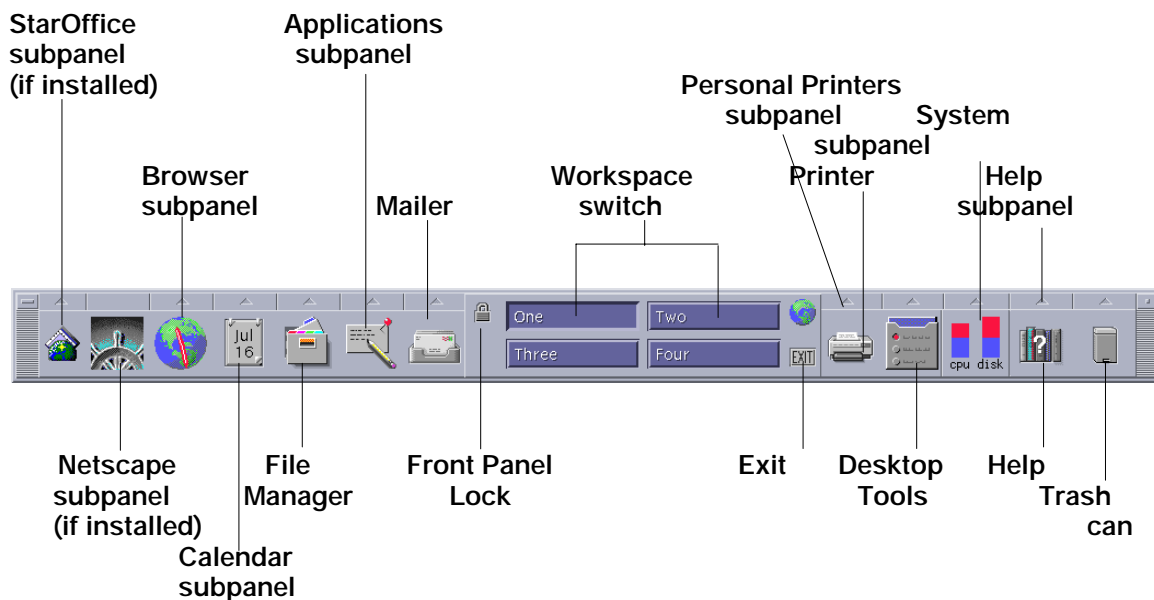 StarOffice
subpanel
(if installed)
Applications
subpanel
Personal Printers
subpanel
System
subpanel
Printer
Browser
subpanel
Mailer
Workspace
switch
Help
subpanel
One
Two
Three
Four
Jul
16
EXIT
cpu disk
?
Netscape
subpanel
(if installed)
File
Manager
Front Panel
Lock
Exit
Desktop
Tools
Help
Trash
can
Calendar
subpanel